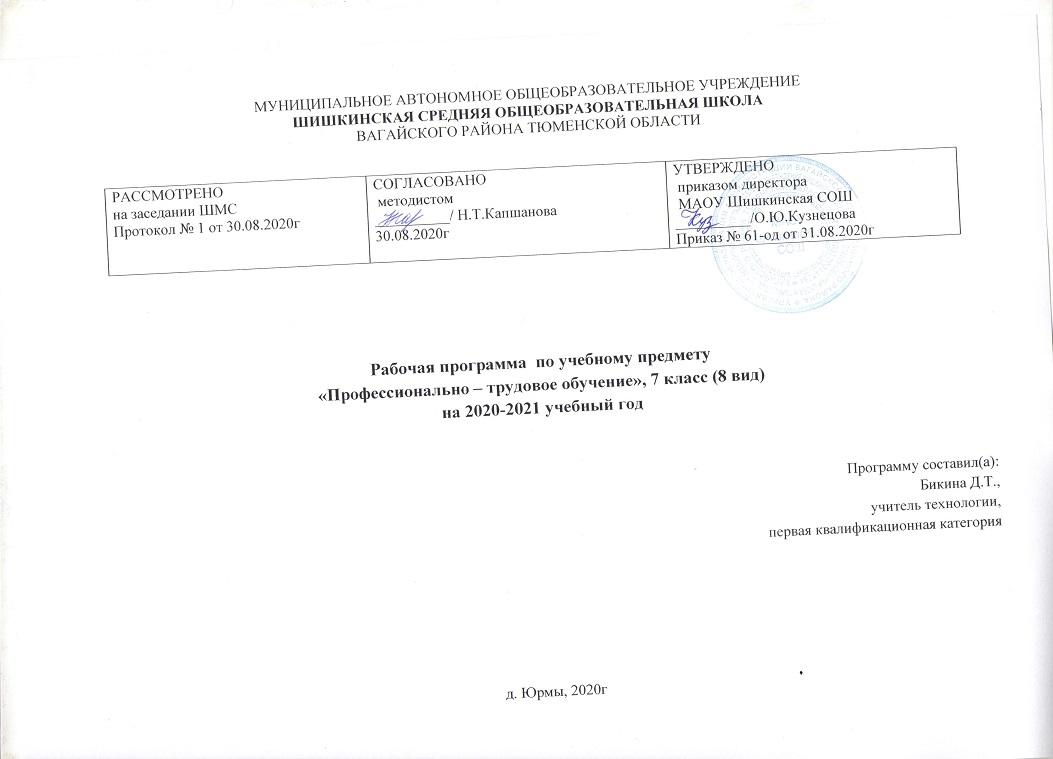 МУНИЦИПАЛЬНОЕ АВТОНОМНОЕ ОБЩЕОБРАЗОВАТЕЛЬНОЕ УЧРЕЖДЕНИЕ
ШИШКИНСКАЯ СРЕДНЯЯ ОБЩЕОБРАЗОВАТЕЛЬНАЯ ШКОЛА
ВАГАЙСКОГО РАЙОНА ТЮМЕНСКОЙ ОБЛАСТИ
РАССМОТРЕНО
на заседании ШМС
Протокол № 1 от 30.08.2020г
СОГЛАСОВАНО
методистом
/ Н.Т.Капшанова
30.08.2020г
УТВЕРЖДЕНО
приказом директора
МАОУ Шишкинская СОШ
/О.Ю.Кузнецова
Приказ № 61-од от 31.08.2020г
Рабочая программа по учебному предмету
«Профессионально – трудовое обучение», 7 класс (8 вид)
на 2020-2021 учебный год
Программу составил(а):
Бикина Д.Т.,
учитель технологии,
первая квалификационная категория
д. Юрмы, 2020г